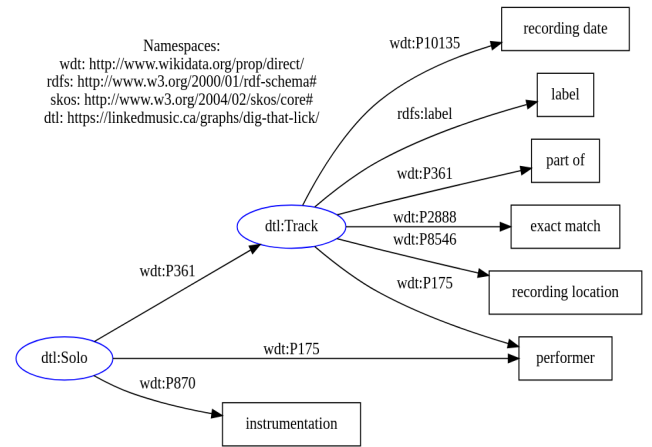 Namespaces:
wdt: http://www.wikidata.org/prop/direct/
rdfs: http://www.w3.org/2000/01/rdf-schema#
skos: http://www.w3.org/2004/02/skos/core#
dtl: https://linkedmusic.ca/graphs/dig-that-lick/
wdt:P10135
recording date
rdfs:label
label
wdt:P361
part of
dtl:Track
wdt:P2888
exact match
wdt:P8546
recording location
wdt:P361
wdt:P175
dtl:Solo
wdt:P175
performer
wdt:P870
instrumentation